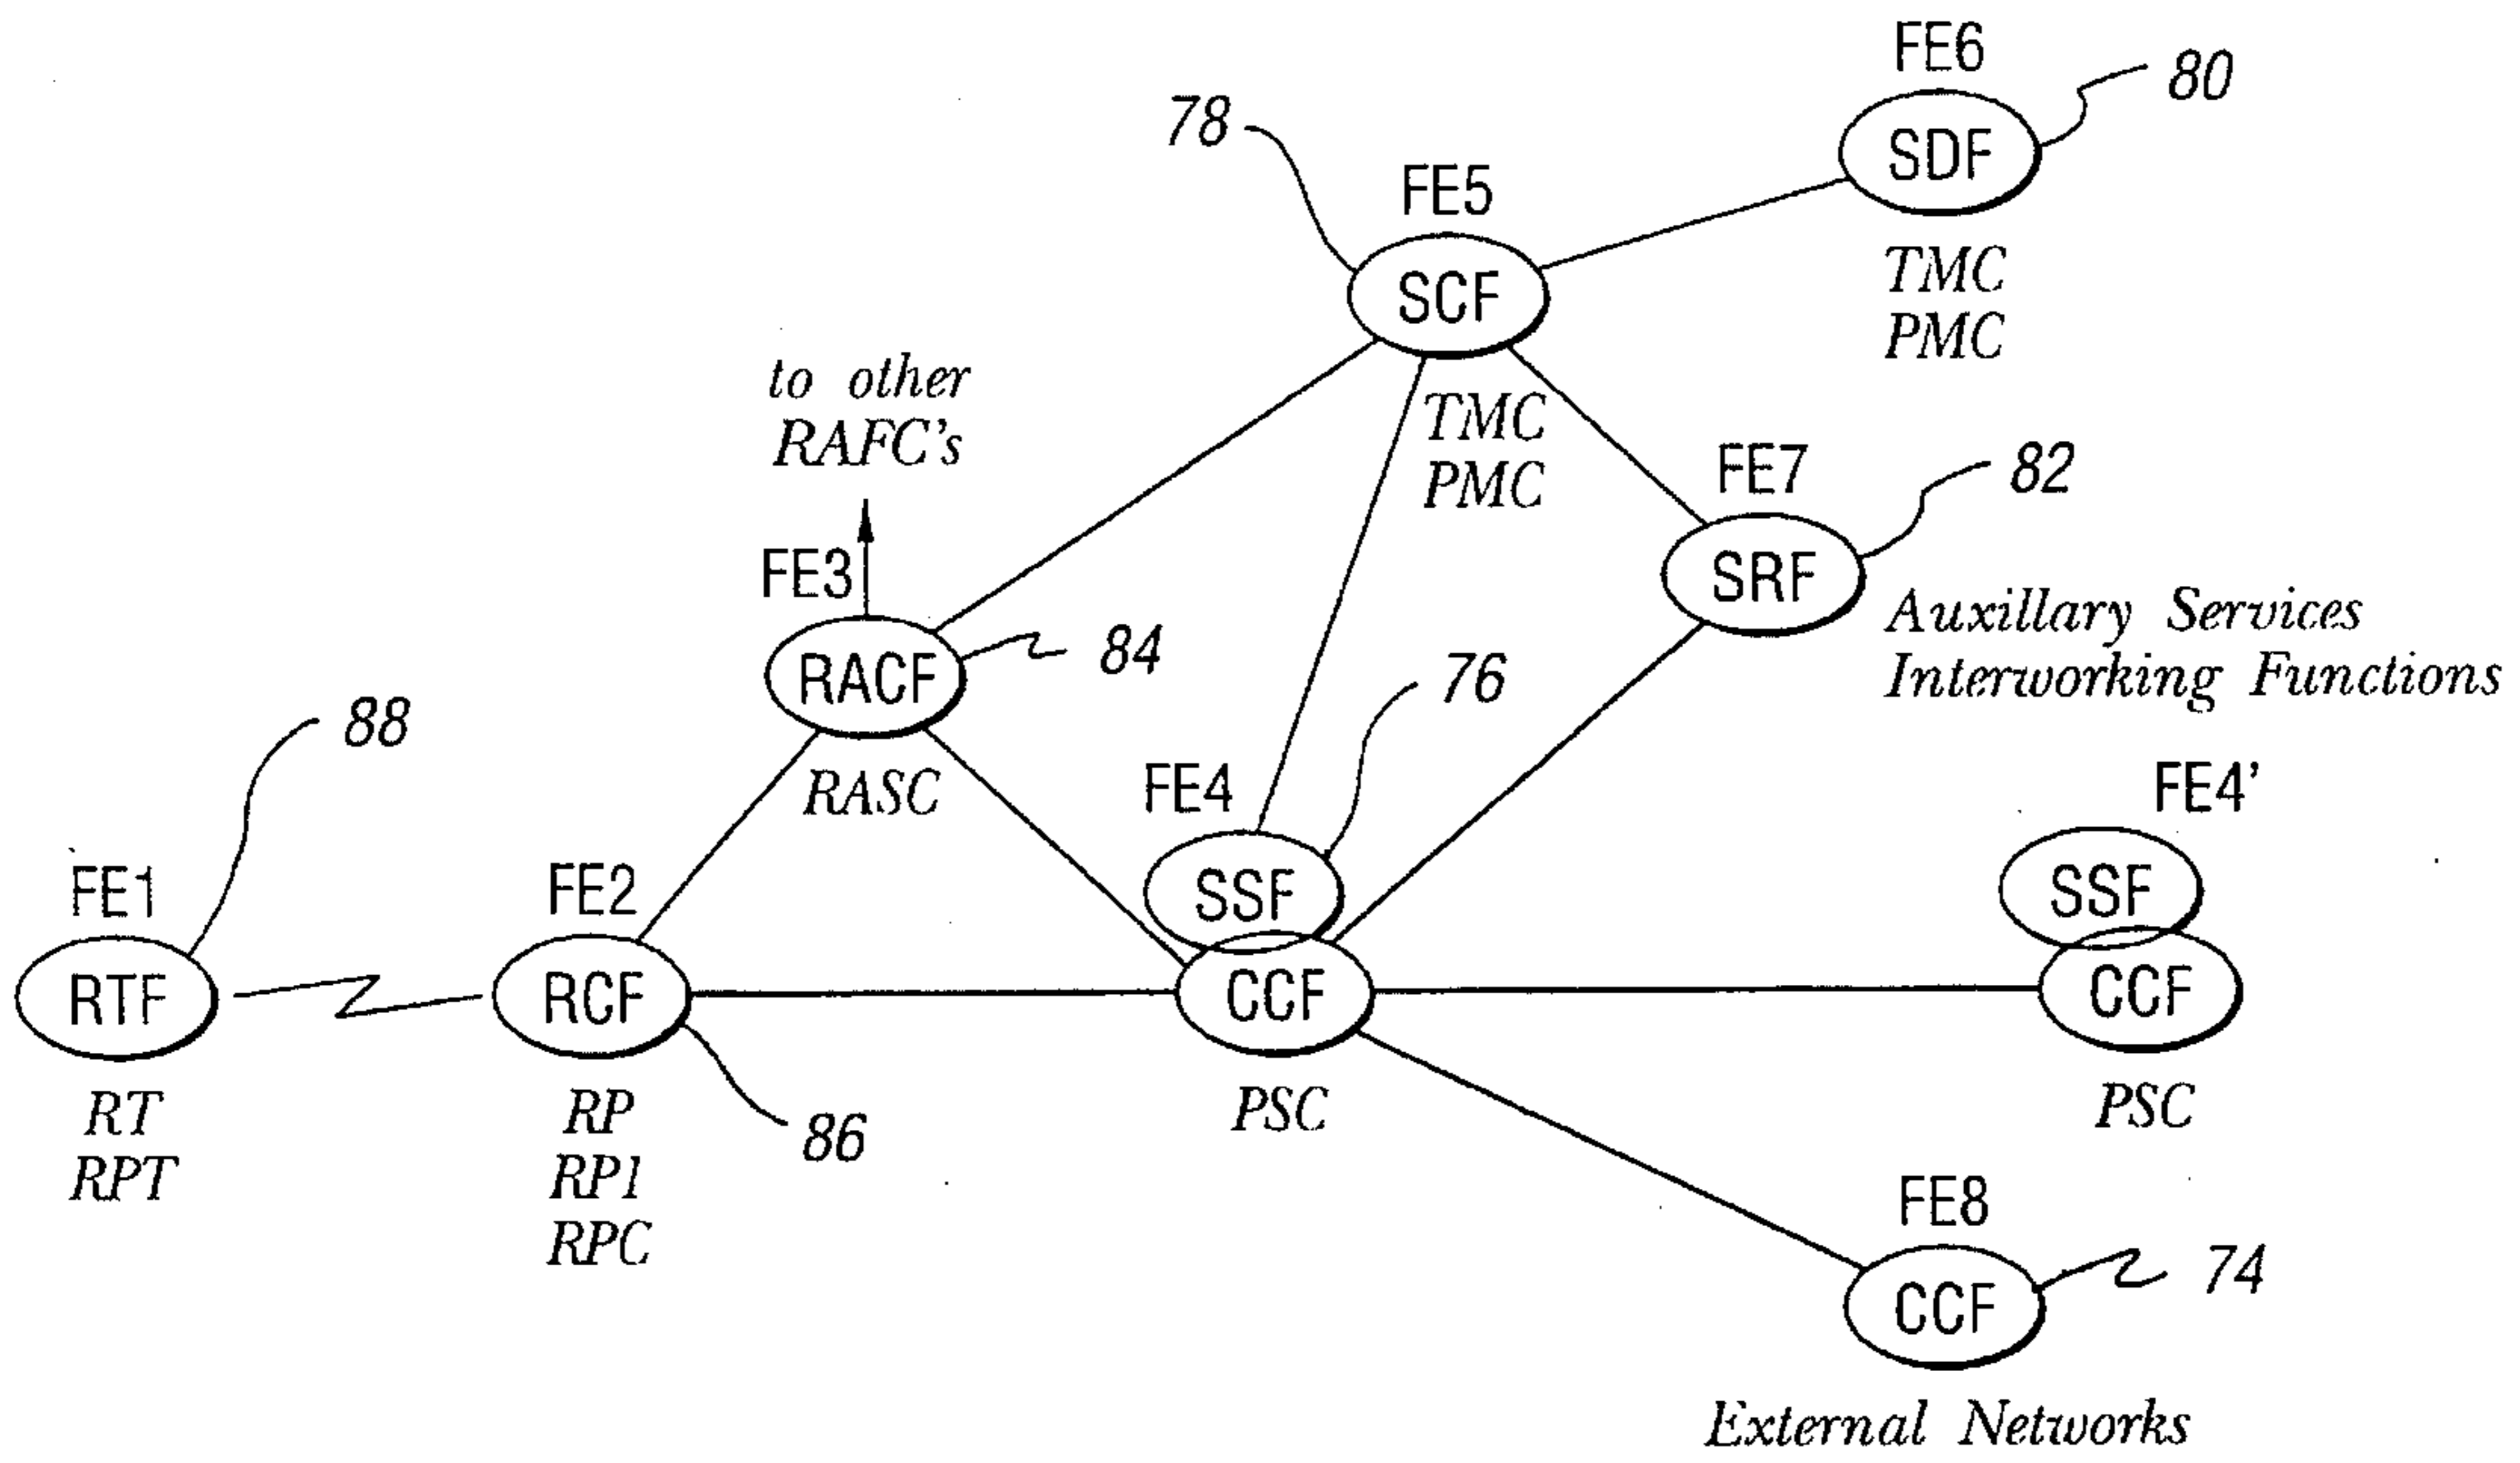 FE6
80
SDF
TMC
PMC
78
FE5
SCF
TMC
PMC
to other
RAFC's
FE3
RACF
84
RASC
FE7
82
SRF
Auxillary Services
Interworking Functions
76
FE4
SSF
CCF
PSC
FE4'
SSF
CCF
PSC
88
FE1
RTF
RT
RPT
FE2
RCF
86
RP
RPI
RPC
FE8
CCF
74
External Networks